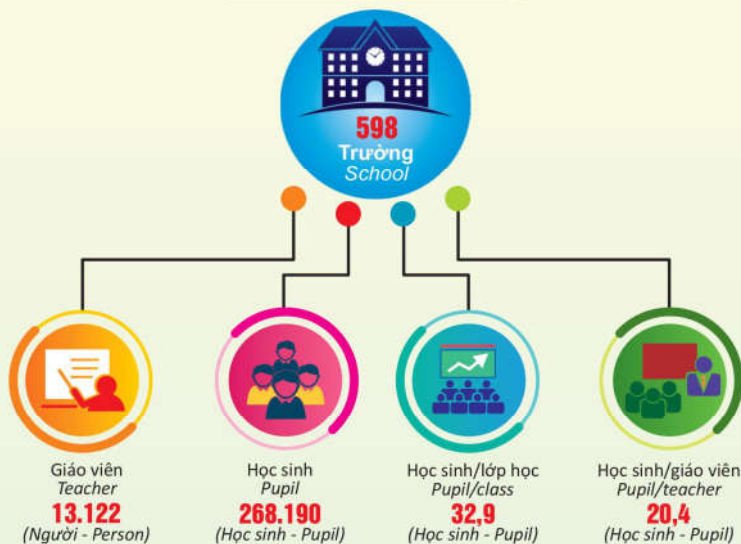 598
Trường
School
Giáo viên
Teacher
13.122
(Người - Person)
Học sinh
Pupil
268.190
(Học sinh - Pupil)
Học sinh/lớp học
Pupil/class
32,9
(Học sinh - Pupil)
Học sinh/giáo viên
Pupil/teacher
20,4
(Học sinh - Pupil)